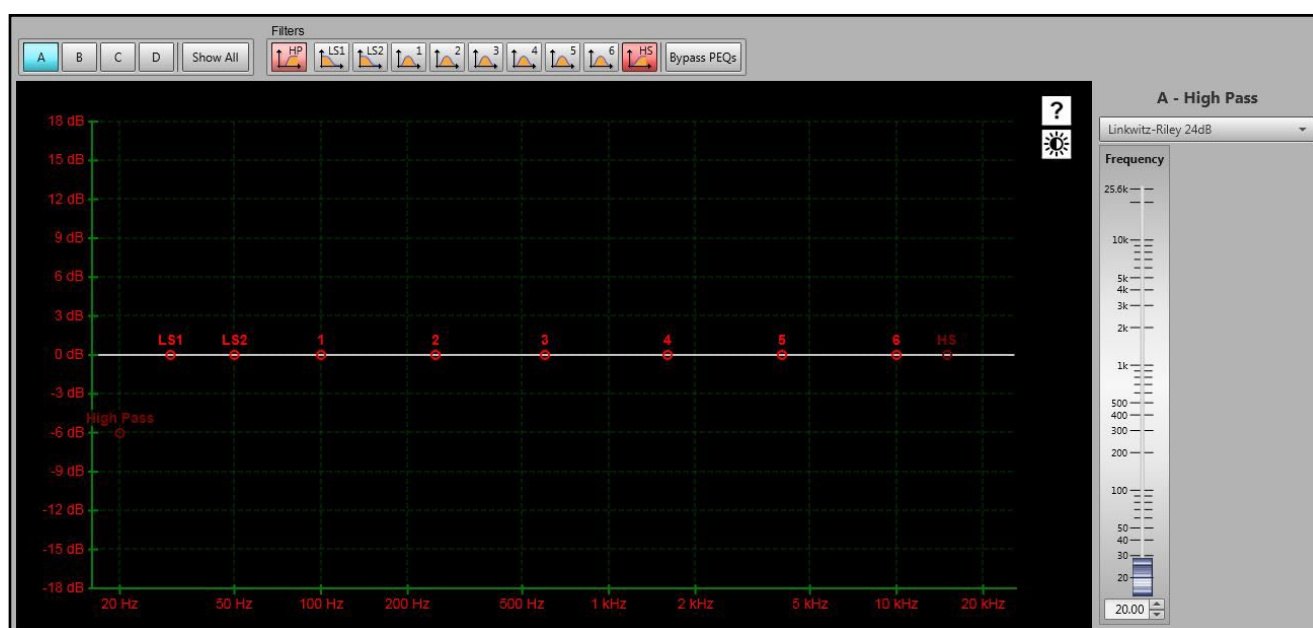 Filters
A B C D Show All HP LS1 LS2 1 2 3 4 5 6 HS Bypass PEQs
A - High Pass
Linkwitz-Riley 24dB
Frequency
?
18 dB
15 dB
12 dB
9 dB
6 dB
3 dB
0 dB
-3 dB
-6 dB
-9 dB
-12 dB
-15 dB
-18 dB
LS1 LS2 1 2 3 4 5 6 HS
High Pass
20 Hz 50 Hz 100 Hz 200 Hz 500 Hz 1 kHz 2 kHz 5 kHz 10 kHz 20 kHz
25.6k
10k
5k
4k
3k
2k
1k
500
400
300
200
100
50
40
30
20
20.00